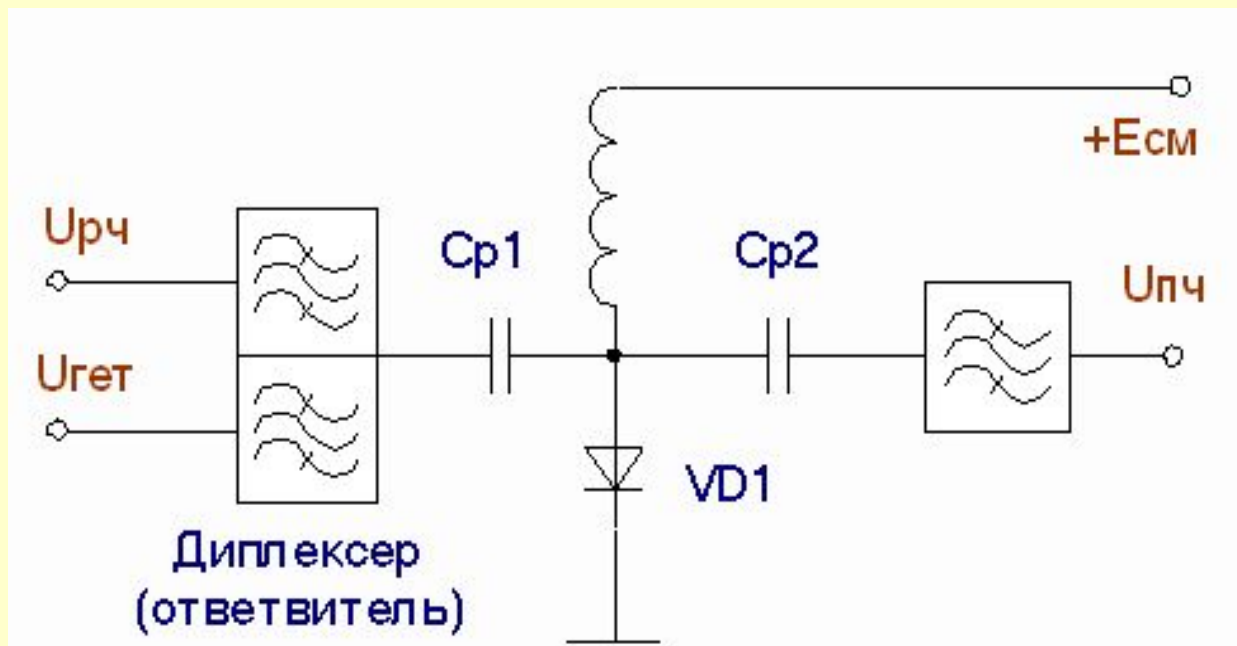 +Eсм
Uрч
Cр1
Cр2
Uпч
Uгет
VD1
Диплексер
(ответвитель)